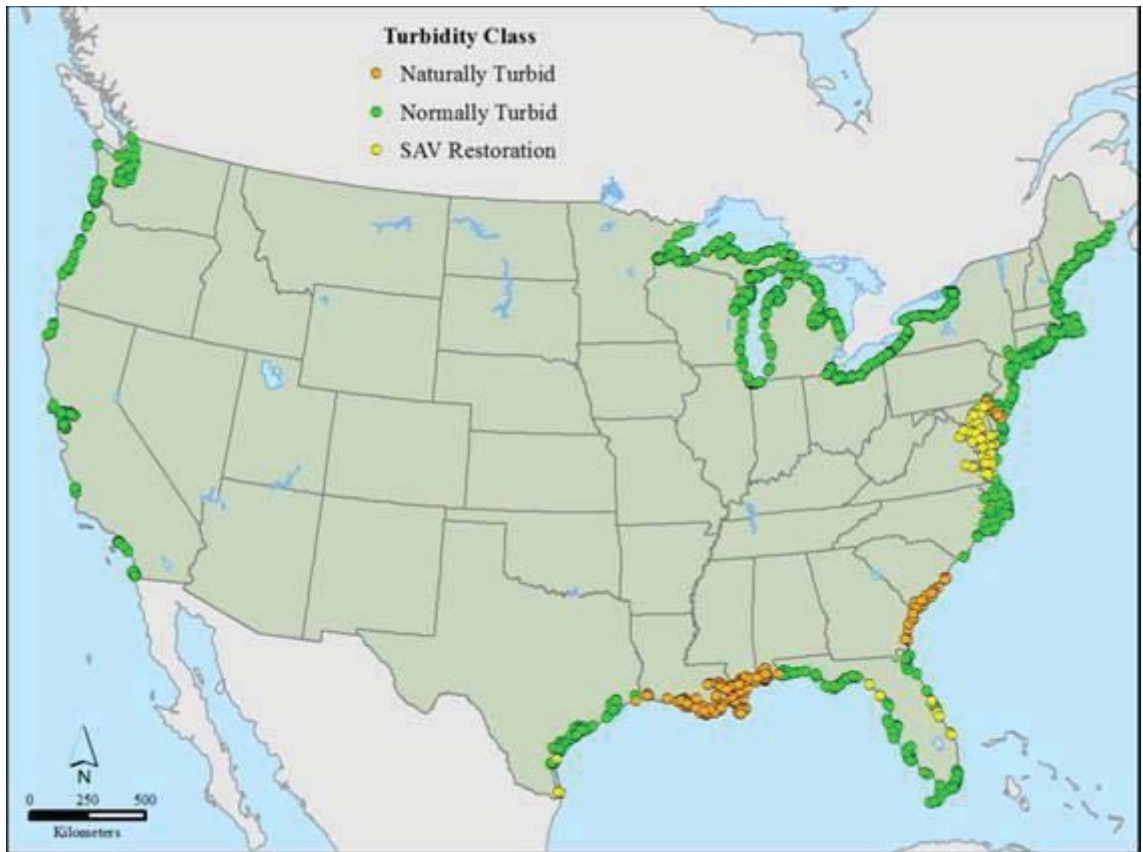 Turbidity Class
Naturally Turbid
Normally Turbid
SAV Restoration
N
0 250 500
Kilometers